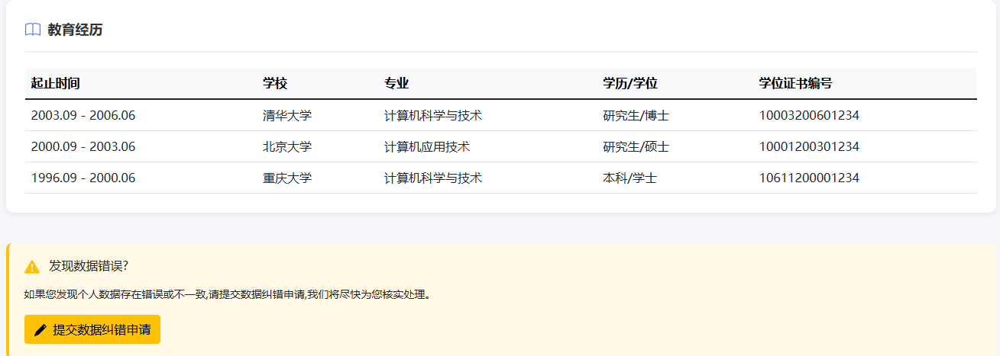 教育经历
起止时间 学校 专业 学历/学位 学位证书编号
2003.09 - 2006.06 清华大学 计算机科学与技术 研究生/博士 10003200601234
2000.09 - 2003.06 北京大学 计算机应用技术 研究生/硕士 10001200301234
1996.09 - 2000.06 重庆大学 计算机科学与技术 本科/学士 10611200001234
发现数据错误?
如果您发现个人数据存在错误或不一致,请提交数据纠错申请,我们将尽快为您核实处理。
提交数据纠错申请